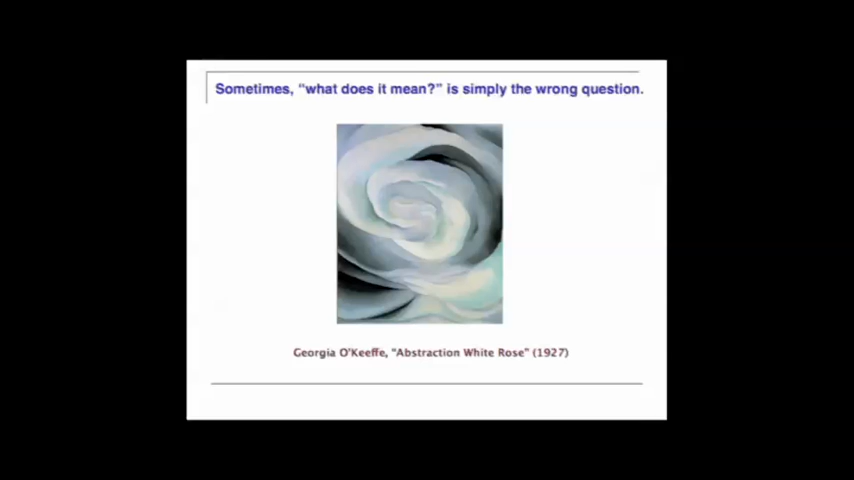 Sometimes, “what does it mean?” is simply the wrong question.
Georgia O'Keeffe, “Abstraction White Rose” (1927)